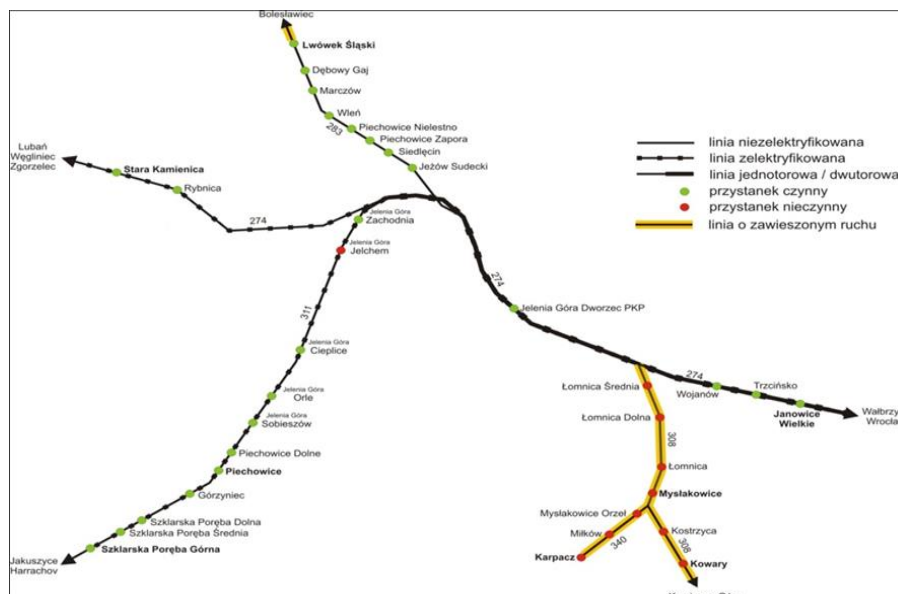 Bolesławiec
Lwówek Śląski
Dębowy Gaj
Marczów
Wleń
283
Piechowice Nielestno
Piechowice Zapora
Siedlęcin
Jeżów Sudecki
Lubań
Węgliniec
Zgorzelec
Stara Kamienica
Rybnica
274
Jelenia Góra
Zachodnia
Jelenia Góra
Jelchem
311
Jelenia Góra
Cieplice
Jelenia Góra
Orle
Jelenia Góra
Sobieszów
Piechowice Dolne
Piechowice
Górzyniec
Szklarska Poręba Dolna
Szklarska Poręba Średnia
Szklarska Poręba Górna
Jakuszyce
Harrachov
linia niezelektryfikowana
linia zelektryfikowana
linia jednotorowa / dwutorowa
przystanek czynny
przystanek nieczynny
linia o zawieszonym ruchu
274
Jelenia Góra Dworzec PKP
274
Wojanów
Trzcińsko
Janowice
Wielkie
Wałbrzy
Wrocła
Łomnica Średnia
Łomnica Dolna
308
Łomnica
Mysłakowice
Mysłakowice Orzeł
Miłków
340
Karpacz
Kostrzyca
308
Kowary